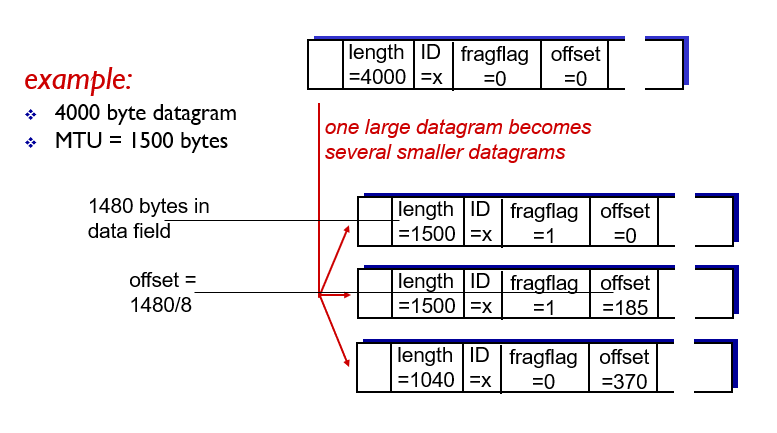 length ID fragflag offset
=4000 =x =0 =0
example:
4000 byte datagram
MTU = 1500 bytes
one large datagram becomes
several smaller datagrams
1480 bytes in
data field
length ID fragflag offset
=1500 =x =1 =0
offset =
1480/8
length ID fragflag offset
=1500 =x =1 =185
length ID fragflag offset
=1040 =x =0 =370